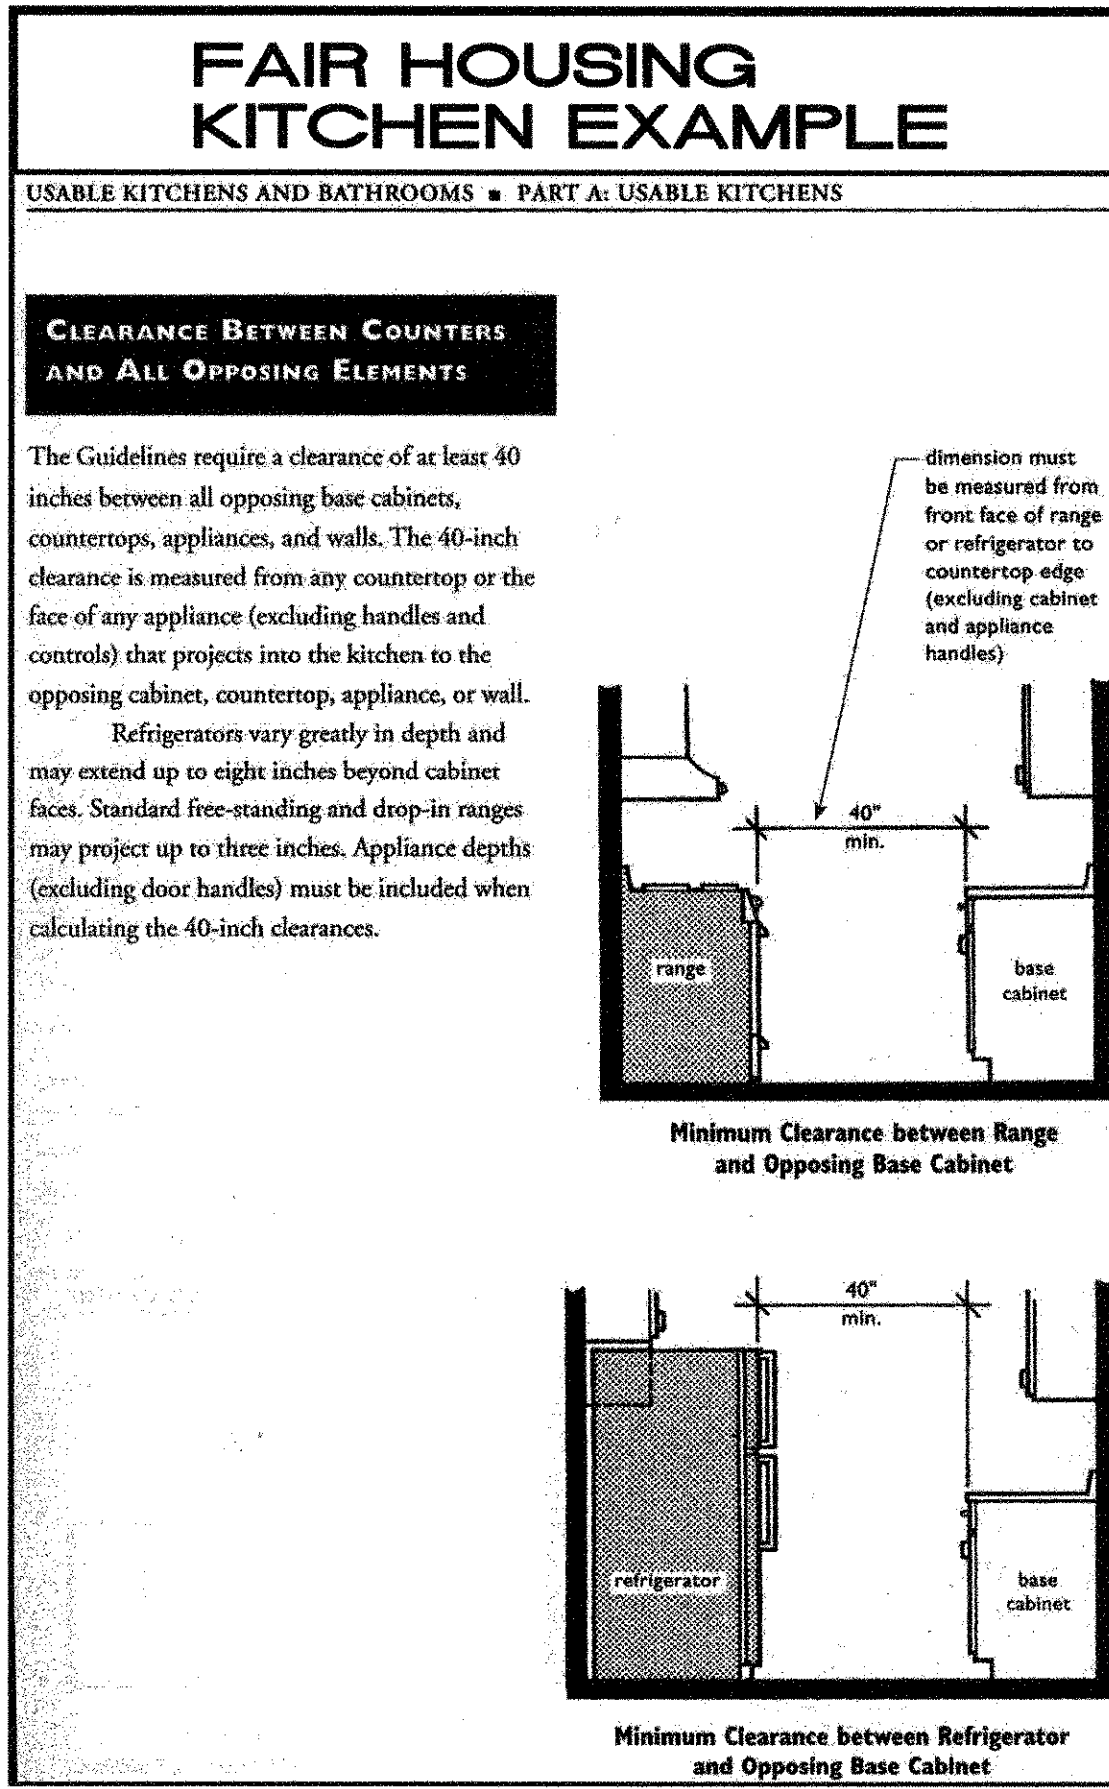 FAIR HOUSING
KITCHEN EXAMPLE
USABLE KITCHENS AND BATHROOMS ■ PART A: USABLE KITCHENS
CLEARANCE BETWEEN COUNTERS
AND ALL OPPOSING ELEMENTS
The Guidelines require a clearance of at least 40
inches between all opposing base cabinets,
countertops, appliances, and walls. The 40-inch
clearance is measured from any countertop or the
face of any appliance (excluding handles and
controls) that projects into the kitchen to the
opposing cabinet, countertop, appliance, or wall.
Refrigerators vary greatly in depth and
may extend up to eight inches beyond cabinet
faces. Standard free-standing and drop-in ranges
may project up to three inches. Appliance depths
(excluding door handles) must be included when
calculating the 40-inch clearances.
dimension must
be measured from
front face of range
or refrigerator to
countertop edge
(excluding cabinet
and appliance
handles)
40"
min.
range
base
cabinet
Minimum Clearance between Range
and Opposing Base Cabinet
40"
min.
refrigerator
base
cabinet
Minimum Clearance between Refrigerator
and Opposing Base Cabinet